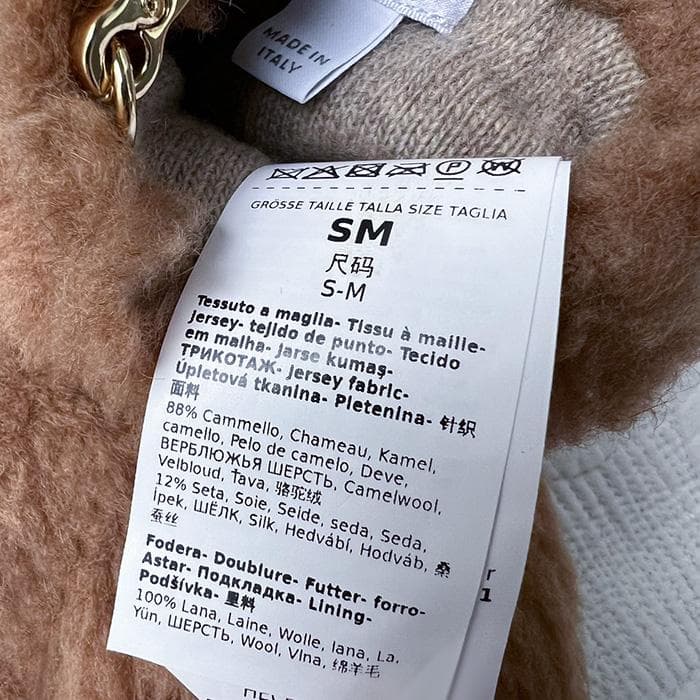 MADE IN
ITALY
P
W
GRÖSSE TAILLE TALLA SIZE TAGLIA
SM
尺码
S-M
Tessuto a maglia- Tissu à maille-
Jersey- tejido de punto- Tecido
em malha- Jarse kumaş-
ТРИКОТАЖ- Jersey fabric-
Úpletová tkanina- Pletenina- 针织
面料
88% Cammello, Chameau, Kamel,
camello, Pelo de camelo, Deve,
ВЕРБЛЮЖЬЯ ШЕРСТЬ, Camelwool,
Velbloud, Ťava, 骆驼绒
12% Seta, Soie, Seide, seda, Seda,
İpek, ШЁЛК, Silk, Hedvábí, Hodváb, 桑
蚕丝
Fodera- Doublure- Futter- forro-
Astar- Подкладка- Lining-
Podšívka- 里料
100% Lana, Laine, Wolle, lana, La,
Yün, ШЕРСТЬ, Wool, Vlna, 绵羊毛
r
1